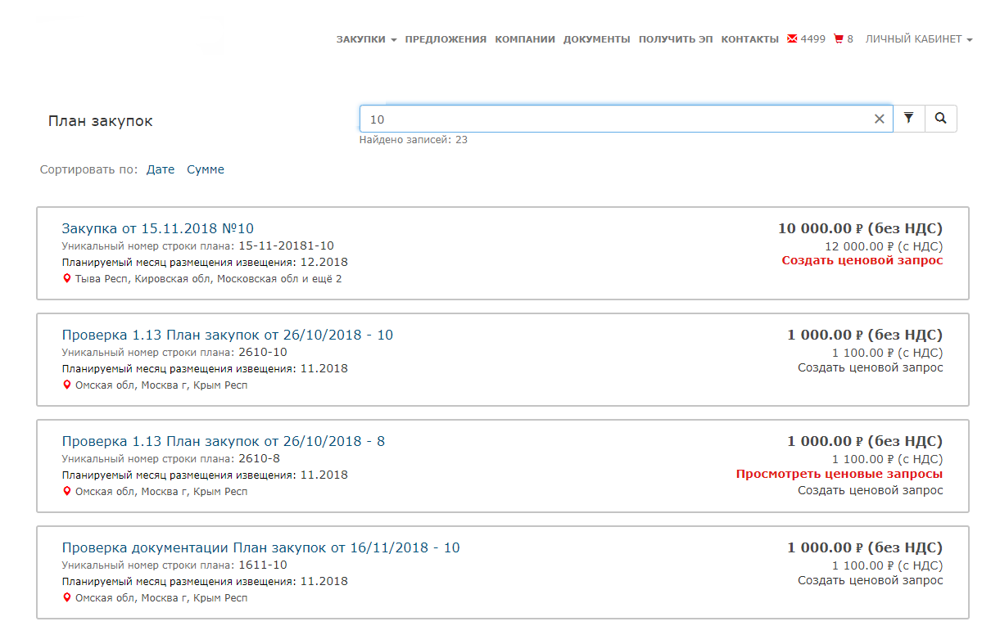 ЗАКУПКИ ПРЕДЛОЖЕНИЯ КОМПАНИИ ДОКУМЕНТЫ ПОЛУЧИТЬ ЭП КОНТАКТЫ 4499 8 ЛИЧНЫЙ КАБИНЕТ
План закупок
10
Найдено записей: 23
Сортировать по: Дате Сумме
Закупка от 15.11.2018 №10 10 000.00 ₽ (без НДС)
Уникальный номер строки плана: 15-11-20181-10 12 000.00 ₽ (с НДС)
Планируемый месяц размещения извещения: 12.2018 Создать ценовой запрос
Тыва Респ, Кировская обл, Московская обл и ещё 2
Проверка 1.13 План закупок от 26/10/2018 - 10 1 000.00 ₽ (без НДС)
Уникальный номер строки плана: 2610-10 1 100.00 ₽ (с НДС)
Планируемый месяц размещения извещения: 11.2018 Создать ценовой запрос
Омская обл, Москва г, Крым Респ
Проверка 1.13 План закупок от 26/10/2018 - 8 1 000.00 ₽ (без НДС)
Уникальный номер строки плана: 2610-8 1 100.00 ₽ (с НДС)
Планируемый месяц размещения извещения: 11.2018 Просмотреть ценовые запросы
Омская обл, Москва г, Крым Респ Создать ценовой запрос
Проверка документации План закупок от 16/11/2018 - 10 1 000.00 ₽ (без НДС)
Уникальный номер строки плана: 1611-10 1 100.00 ₽ (с НДС)
Планируемый месяц размещения извещения: 11.2018 Создать ценовой запрос
Омская обл, Москва г, Крым Респ